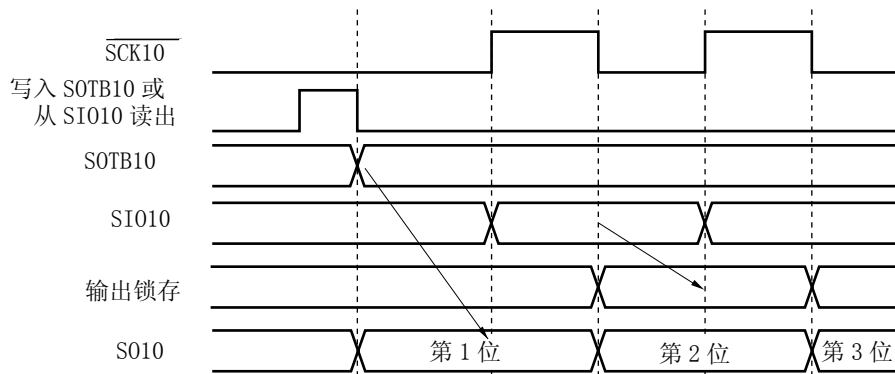 SCK10
写入 SOTB10 或
从 SIO10 读出
SOTB10
SIO10
输出锁存
SO10
第 1 位
第 2 位
第 3 位